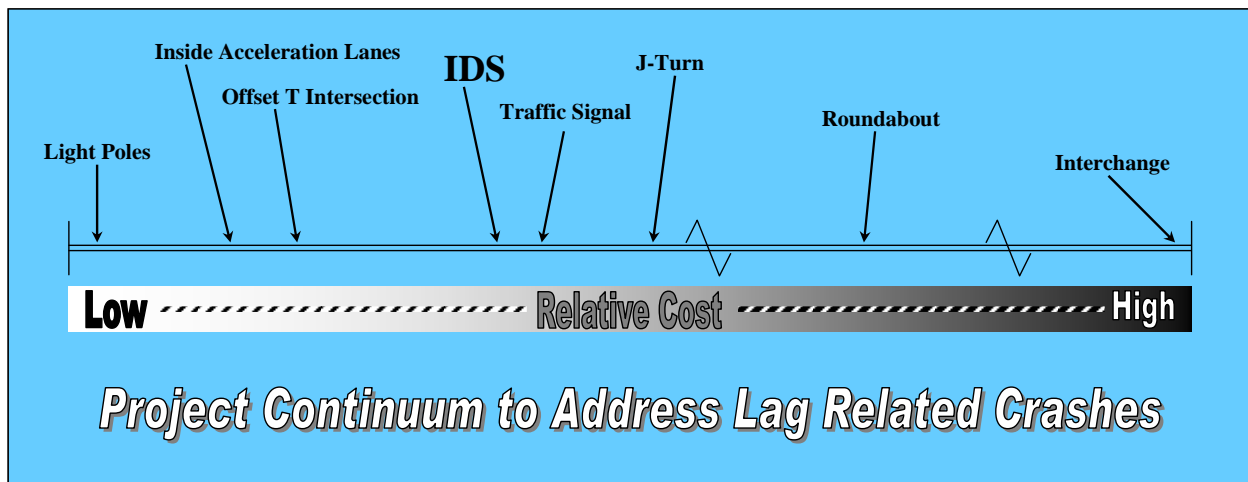 Inside Acceleration Lanes
IDS
J-Turn
Offset T Intersection
Traffic Signal
Roundabout
Light Poles
Interchange
Low
Relative Cost
High
Project Continuum to Address Lag Related Crashes